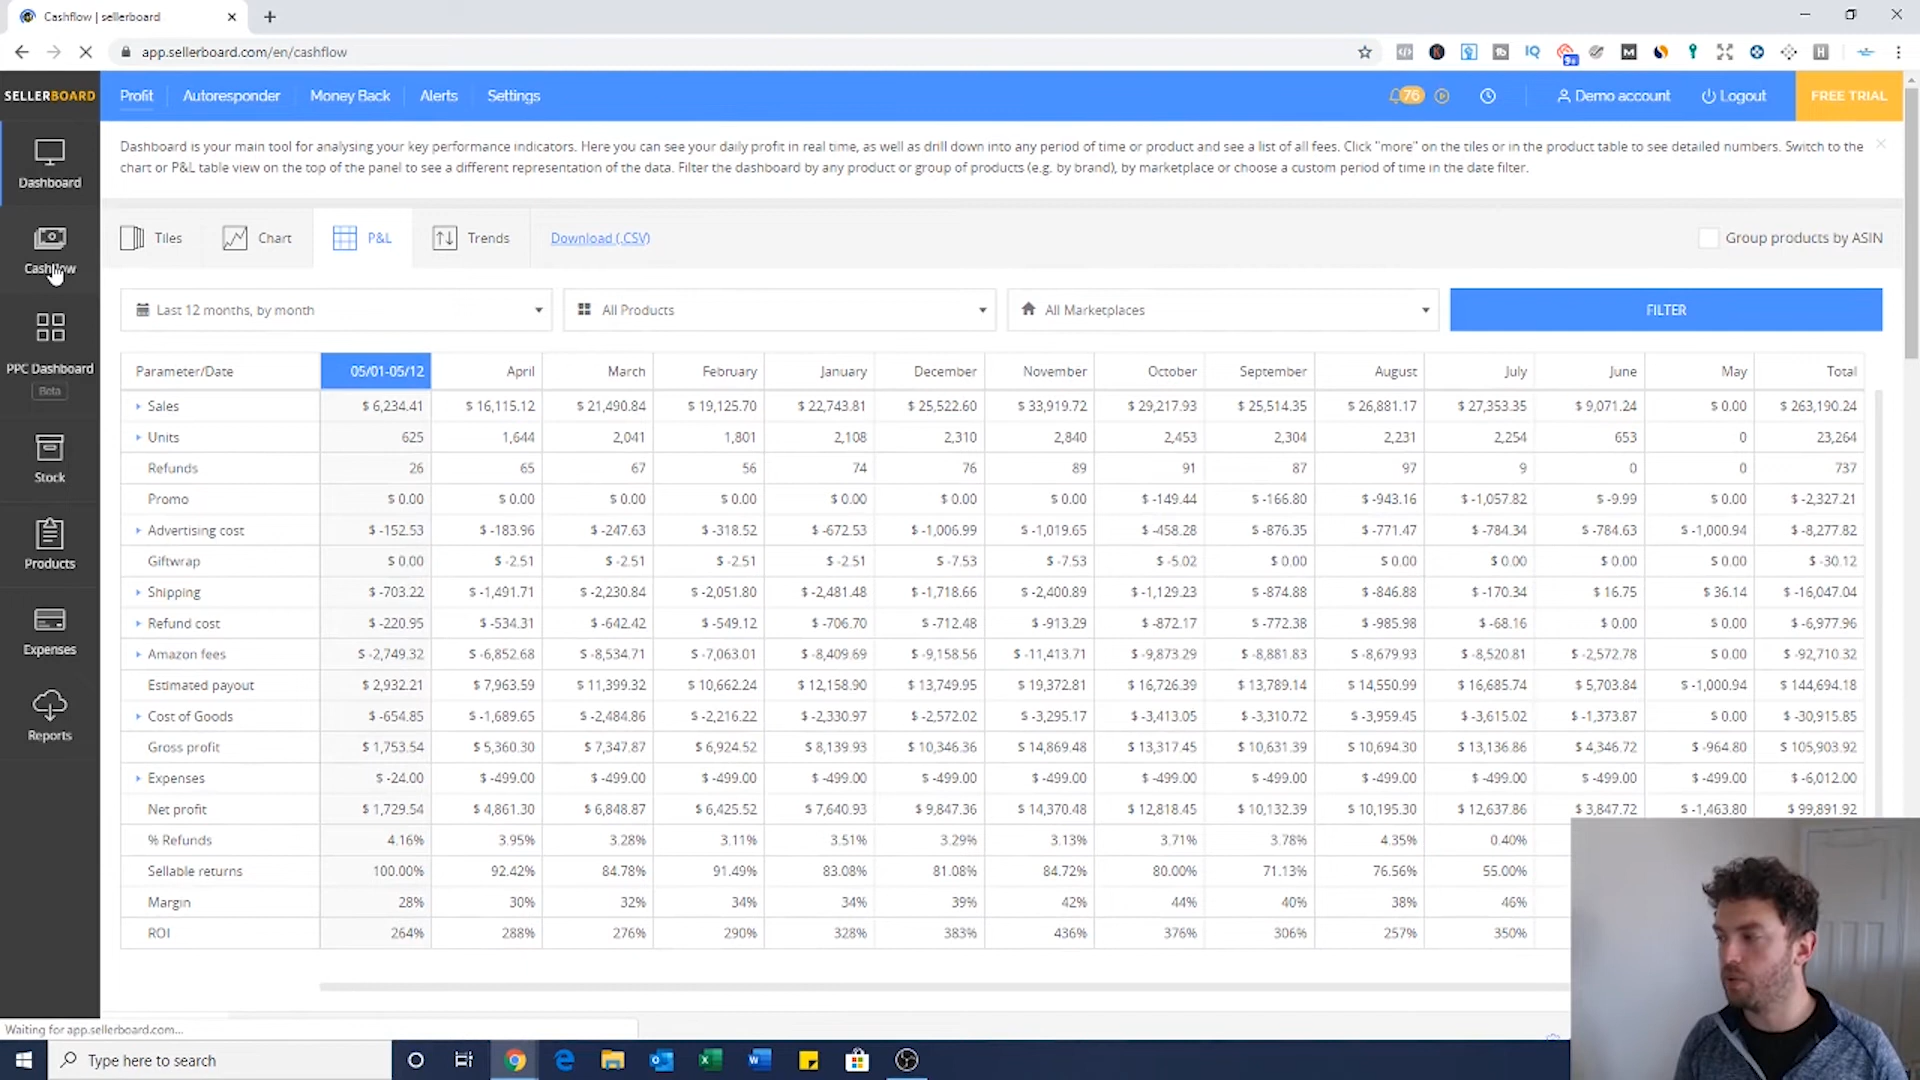 Cashflow | sellerboard
app.sellerboard.com/en/cashflow
SELLERBOARD Profit Autoresponder Money Back Alerts Settings 76 Demo account Logout FREE TRIAL
Dashboard is your main tool for analysing your key performance indicators. Here you can see your daily profit in real time, as well as drill down into any period of time or product and see a list of all fees. Click "more" on the tiles or in the product table to see detailed numbers. Switch to the
chart or P&L table view on the top of the panel to see a different representation of the data. Filter the dashboard by any product or group of products (e.g. by brand), by marketplace or choose a custom period of time in the date filter.
Dashboard
Cashflow
PPC Dashboard
Beta
Stock
Products
Expenses
Reports
Tiles Chart P&L Trends Download (.CSV) Group products by ASIN
Last 12 months, by month All Products All Marketplaces FILTER
Parameter/Date 05/01-05/12 April March February January December November October September August July June May Total
Sales $ 6,234.41 $ 16,115.12 $ 21,490.84 $ 19,125.70 $ 22,743.81 $ 25,522.60 $ 33,919.72 $ 29,217.93 $ 25,514.35 $ 26,881.17 $ 27,353.35 $ 9,071.24 $ 0.00 $ 263,190.24
Units 625 1,644 2,041 1,801 2,108 2,310 2,840 2,453 2,304 2,231 2,254 653 0 23,264
Refunds 26 65 67 56 74 76 89 91 87 97 9 0 0 737
Promo $ 0.00 $ 0.00 $ 0.00 $ 0.00 $ 0.00 $ 0.00 $ 0.00 $ -149.44 $ -166.80 $ -943.16 $ -1,057.82 $ -9.99 $ 0.00 $ -2,327.21
Advertising cost $ -152.53 $ -183.96 $ -247.63 $ -318.52 $ -672.53 $ -1,006.99 $ -1,019.65 $ -458.28 $ -876.35 $ -771.47 $ -784.34 $ -784.63 $ -1,000.94 $ -8,277.82
Giftwrap $ 0.00 $ -2.51 $ -2.51 $ -2.51 $ -2.51 $ -7.53 $ -7.53 $ -5.02 $ 0.00 $ 0.00 $ 0.00 $ 0.00 $ 0.00 $ -30.12
Shipping $ -703.22 $ -1,491.71 $ -2,230.84 $ -2,051.80 $ -2,481.48 $ -1,718.66 $ -2,400.89 $ -1,129.23 $ -874.88 $ -846.88 $ -170.34 $ 16.75 $ 36.14 $ -16,047.04
Refund cost $ -220.95 $ -534.31 $ -642.42 $ -549.12 $ -706.70 $ -712.48 $ -913.29 $ -872.17 $ -772.38 $ -985.98 $ -68.16 $ 0.00 $ 0.00 $ -6,977.96
Amazon fees $ -2,749.32 $ -6,852.68 $ -8,534.71 $ -7,063.01 $ -8,409.69 $ -9,158.56 $ -11,413.71 $ -9,873.29 $ -8,881.83 $ -8,679.93 $ -8,520.81 $ -2,572.78 $ 0.00 $ -92,710.32
Estimated payout $ 2,932.21 $ 7,963.59 $ 11,399.32 $ 10,662.24 $ 12,158.90 $ 13,749.95 $ 19,372.81 $ 16,726.39 $ 13,789.14 $ 14,550.99 $ 16,685.74 $ 5,703.84 $ -1,000.94 $ 144,694.18
Cost of Goods $ -654.85 $ -1,689.65 $ -2,484.86 $ -2,216.22 $ -2,330.97 $ -2,572.02 $ -3,295.17 $ -3,413.05 $ -3,310.72 $ -3,959.45 $ -3,615.02 $ -1,373.87 $ 0.00 $ -30,915.85
Gross profit $ 1,753.54 $ 5,360.30 $ 7,347.87 $ 6,924.52 $ 8,139.93 $ 10,346.36 $ 14,869.48 $ 13,317.45 $ 10,631.39 $ 10,694.30 $ 13,136.86 $ 4,346.72 $ -964.80 $ 105,903.92
Expenses $ -24.00 $ -499.00 $ -499.00 $ -499.00 $ -499.00 $ -499.00 $ -499.00 $ -499.00 $ -499.00 $ -499.00 $ -499.00 $ -499.00 $ -499.00 $ -6,012.00
Net profit $ 1,729.54 $ 4,861.30 $ 6,848.87 $ 6,425.52 $ 7,640.93 $ 9,847.36 $ 14,370.48 $ 12,818.45 $ 10,132.39 $ 10,195.30 $ 12,637.86 $ 3,847.72 $ -1,463.80 $ 99,891.92
% Refunds 4.16% 3.95% 3.28% 3.11% 3.51% 3.29% 3.13% 3.71% 3.78% 4.35% 0.40%
Sellable returns 100.00% 92.42% 84.78% 91.49% 83.08% 81.08% 84.72% 80.00% 71.13% 76.56% 55.00%
Margin 28% 30% 32% 34% 34% 39% 42% 44% 40% 38% 46%
ROI 264% 288% 276% 290% 328% 383% 436% 376% 306% 257% 350%
Waiting for app.sellerboard.com...
Type here to search